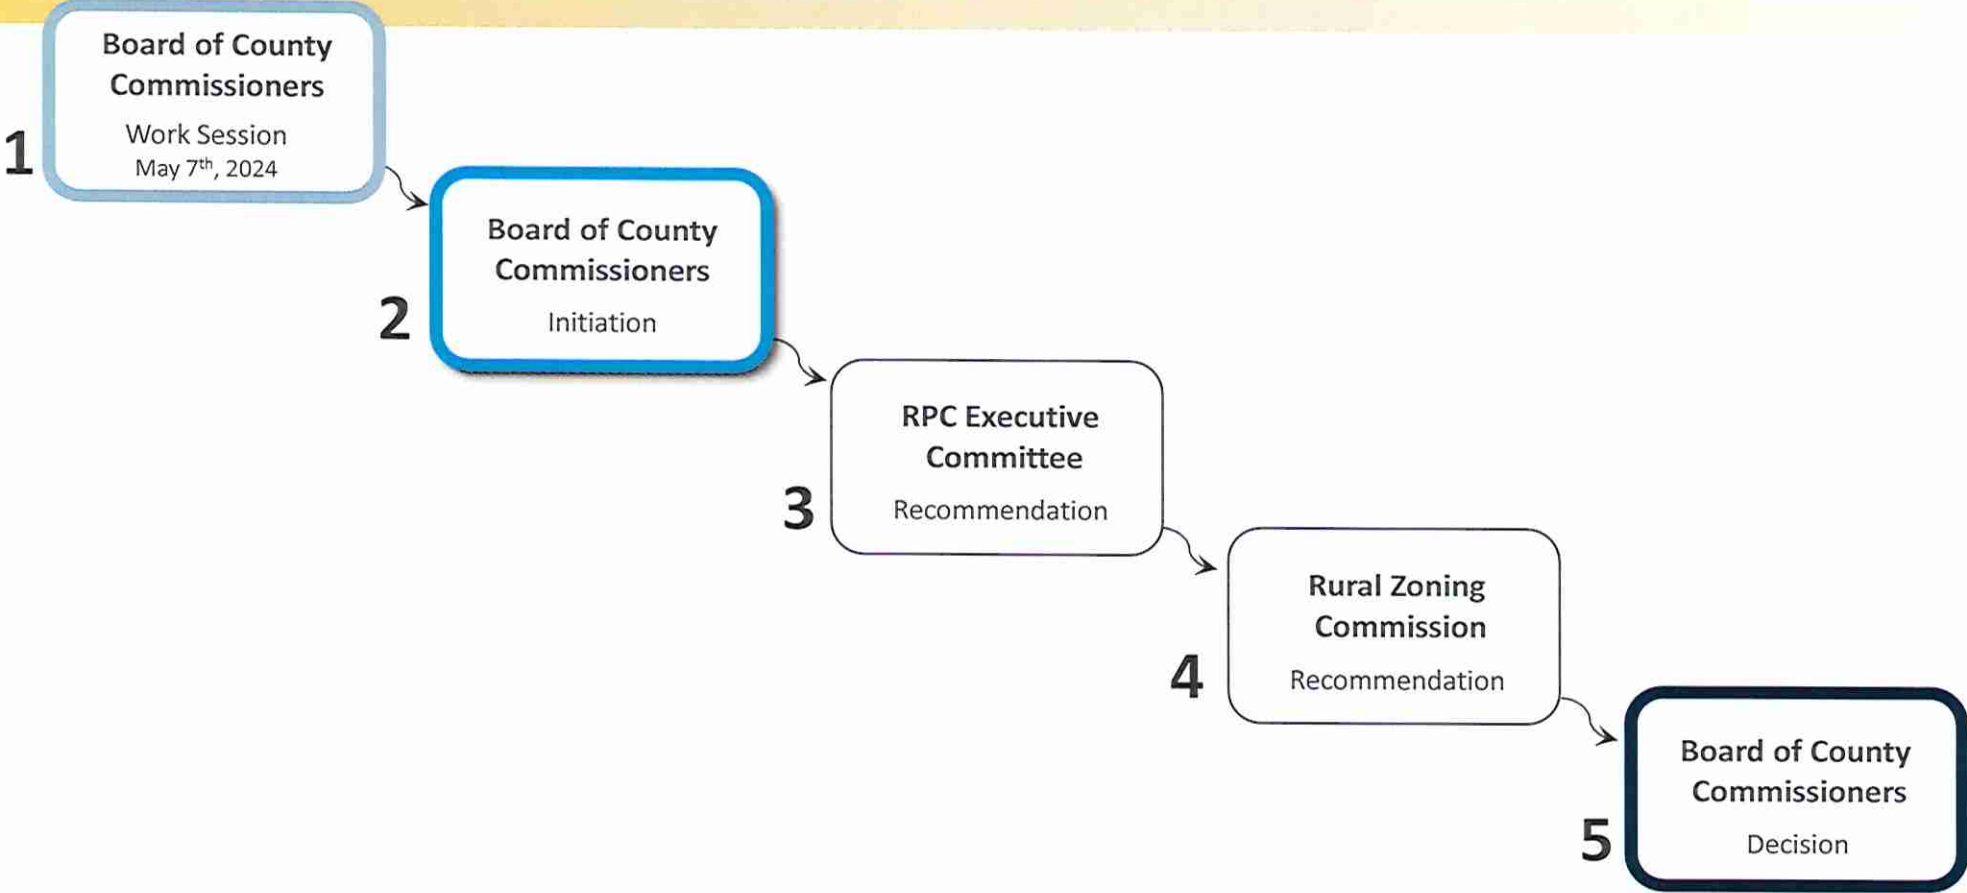 Board of County
Commissioners
Work Session
May 7th, 2024
1
Board of County
Commissioners
Initiation
2
RPC Executive
Committee
Recommendation
3
Rural Zoning
Commission
Recommendation
4
Board of County
Commissioners
Decision
5